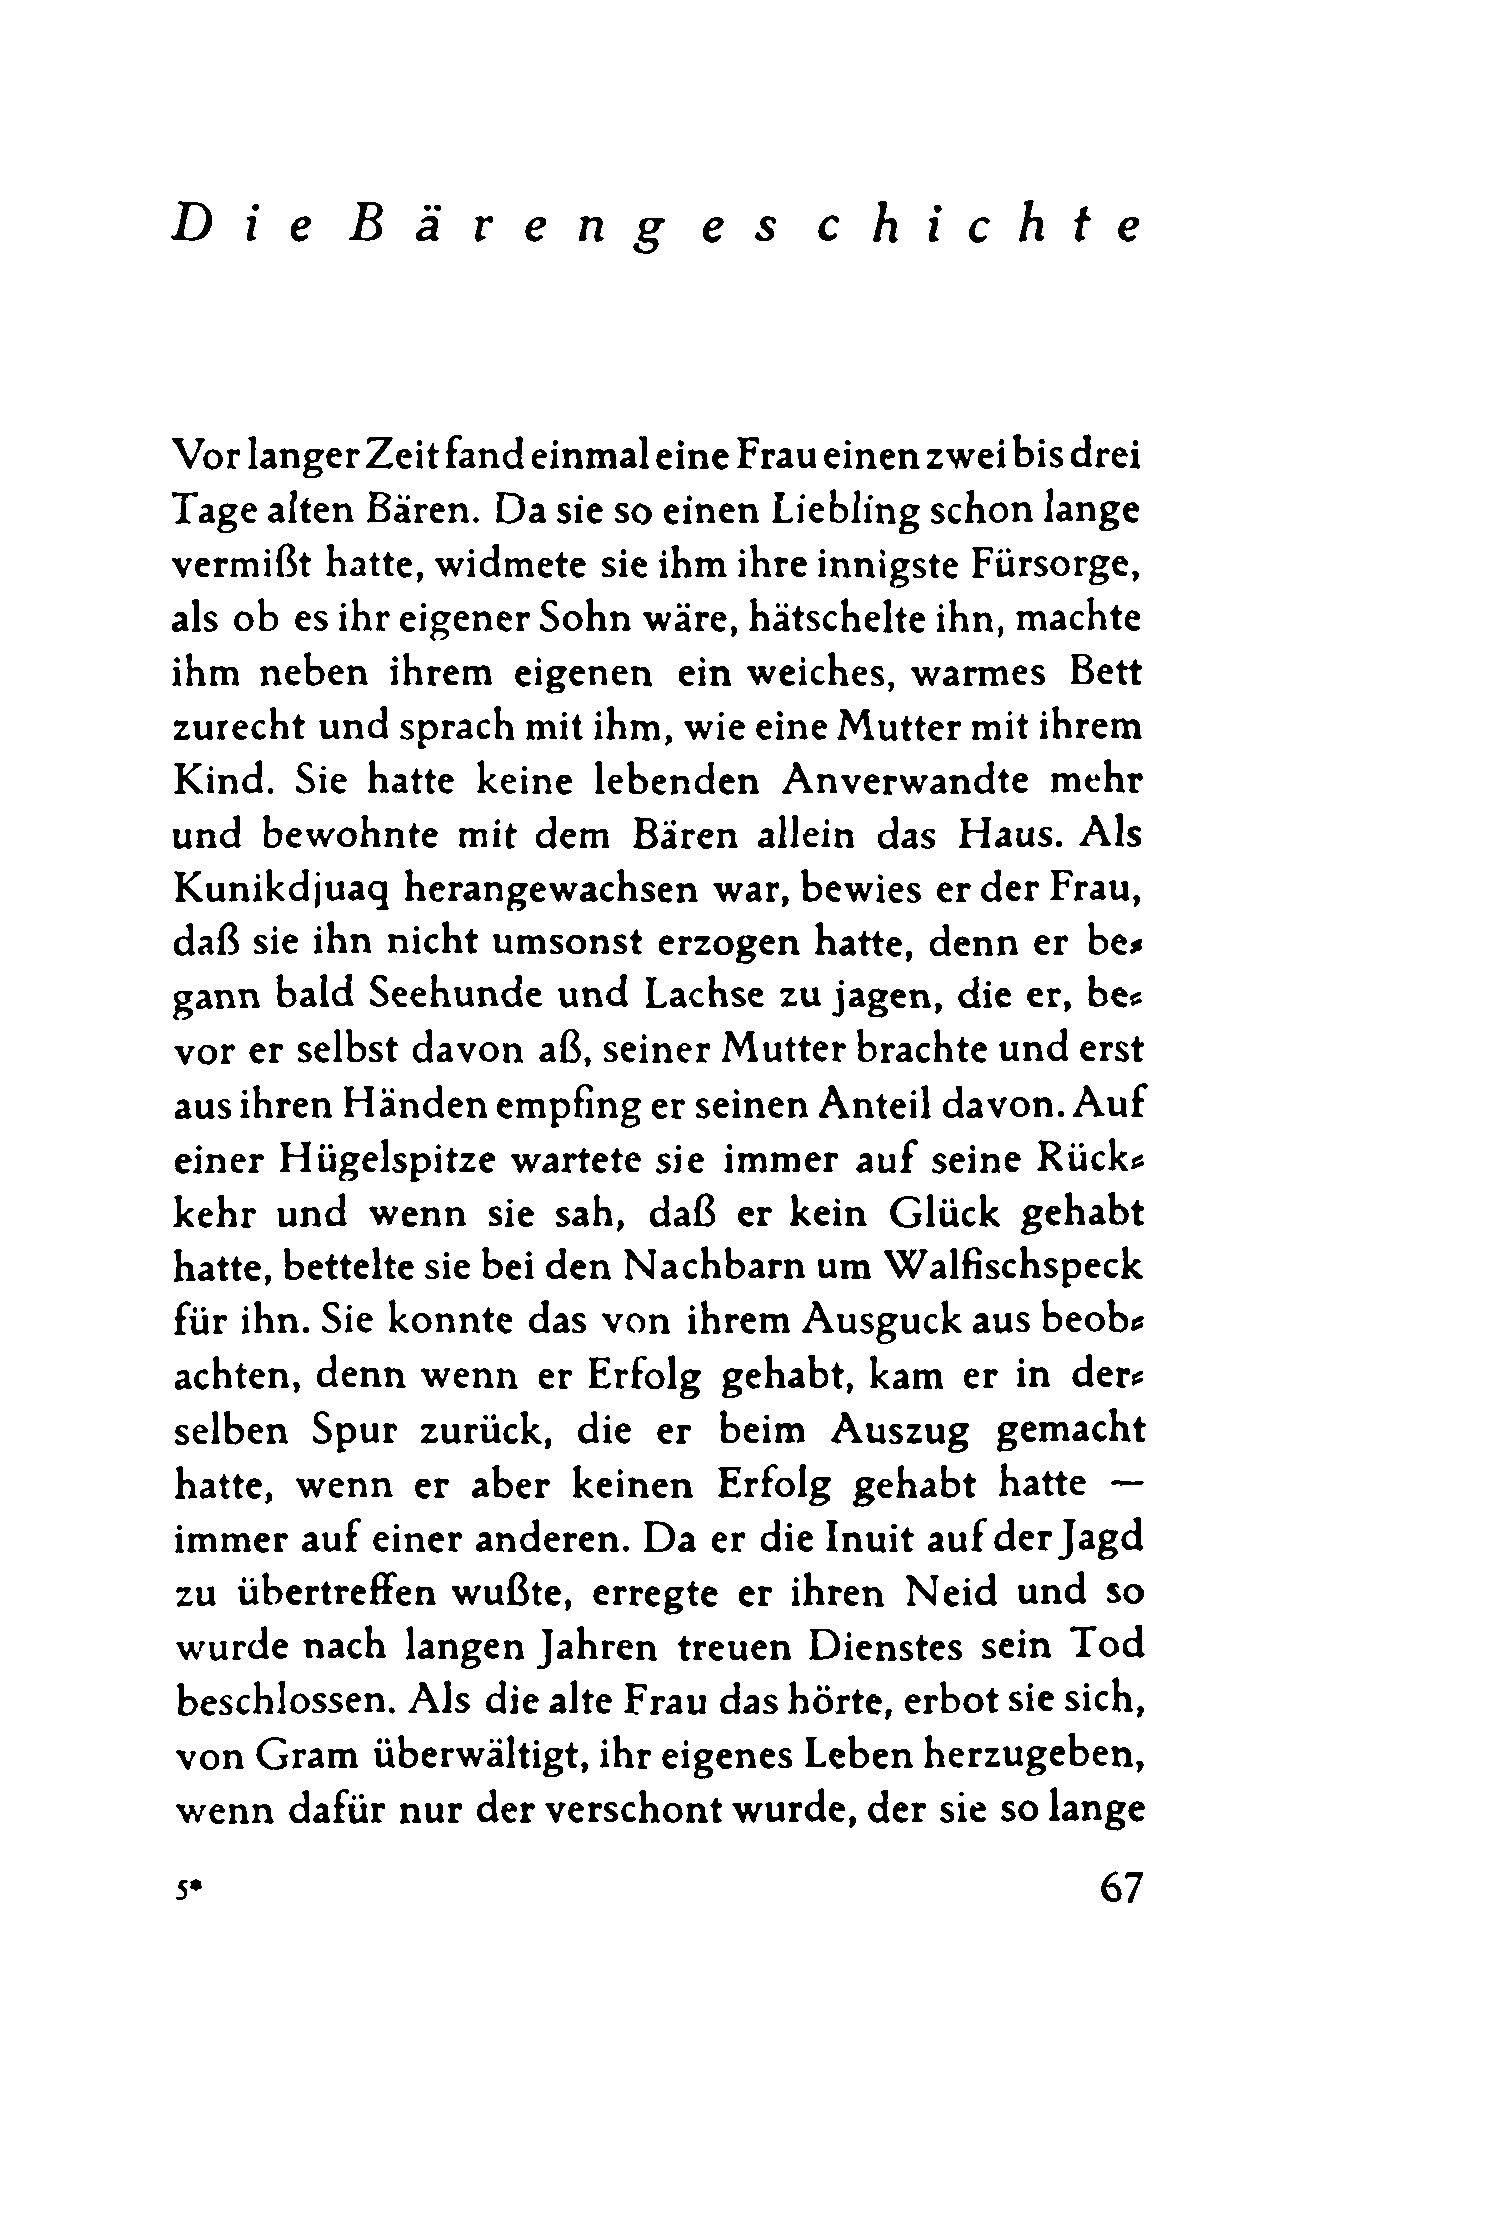 Die Bärengeschichte
Vor langer Zeit fand einmal eine Frau einen zwei bis drei
Tage alten Bären. Da sie so einen Liebling schon lange
vermißt hatte, widmete sie ihm ihre innigste Fürsorge,
als ob es ihr eigener Sohn wäre, hätschelte ihn, machte
ihm neben ihrem eigenen ein weiches, warmes Bett
zurecht und sprach mit ihm, wie eine Mutter mit ihrem
Kind. Sie hatte keine lebenden Anverwandte mehr
und bewohnte mit dem Bären allein das Haus. Als
Kunikdjuaq herangewachsen war, bewies er der Frau,
daß sie ihn nicht umsonst erzogen hatte, denn er be⸗
gann bald Seehunde und Lachse zu jagen, die er, be⸗
vor er selbst davon aß, seiner Mutter brachte und erst
aus ihren Händen empfing er seinen Anteil davon. Auf
einer Hügelspitze wartete sie immer auf seine Rück⸗
kehr und wenn sie sah, daß er kein Glück gehabt
hatte, bettelte sie bei den Nachbarn um Walfischspeck
für ihn. Sie konnte das von ihrem Ausguck aus beob⸗
achten, denn wenn er Erfolg gehabt, kam er in der⸗
selben Spur zurück, die er beim Auszug gemacht
hatte, wenn er aber keinen Erfolg gehabt hatte —
immer auf einer anderen. Da er die Inuit auf der Jagd
zu übertreffen wußte, erregte er ihren Neid und so
wurde nach langen Jahren treuen Dienstes sein Tod
beschlossen. Als die alte Frau das hörte, erbot sie sich,
von Gram überwältigt, ihr eigenes Leben herzugeben,
wenn dafür nur der verschont wurde, der sie so lange
5*
67